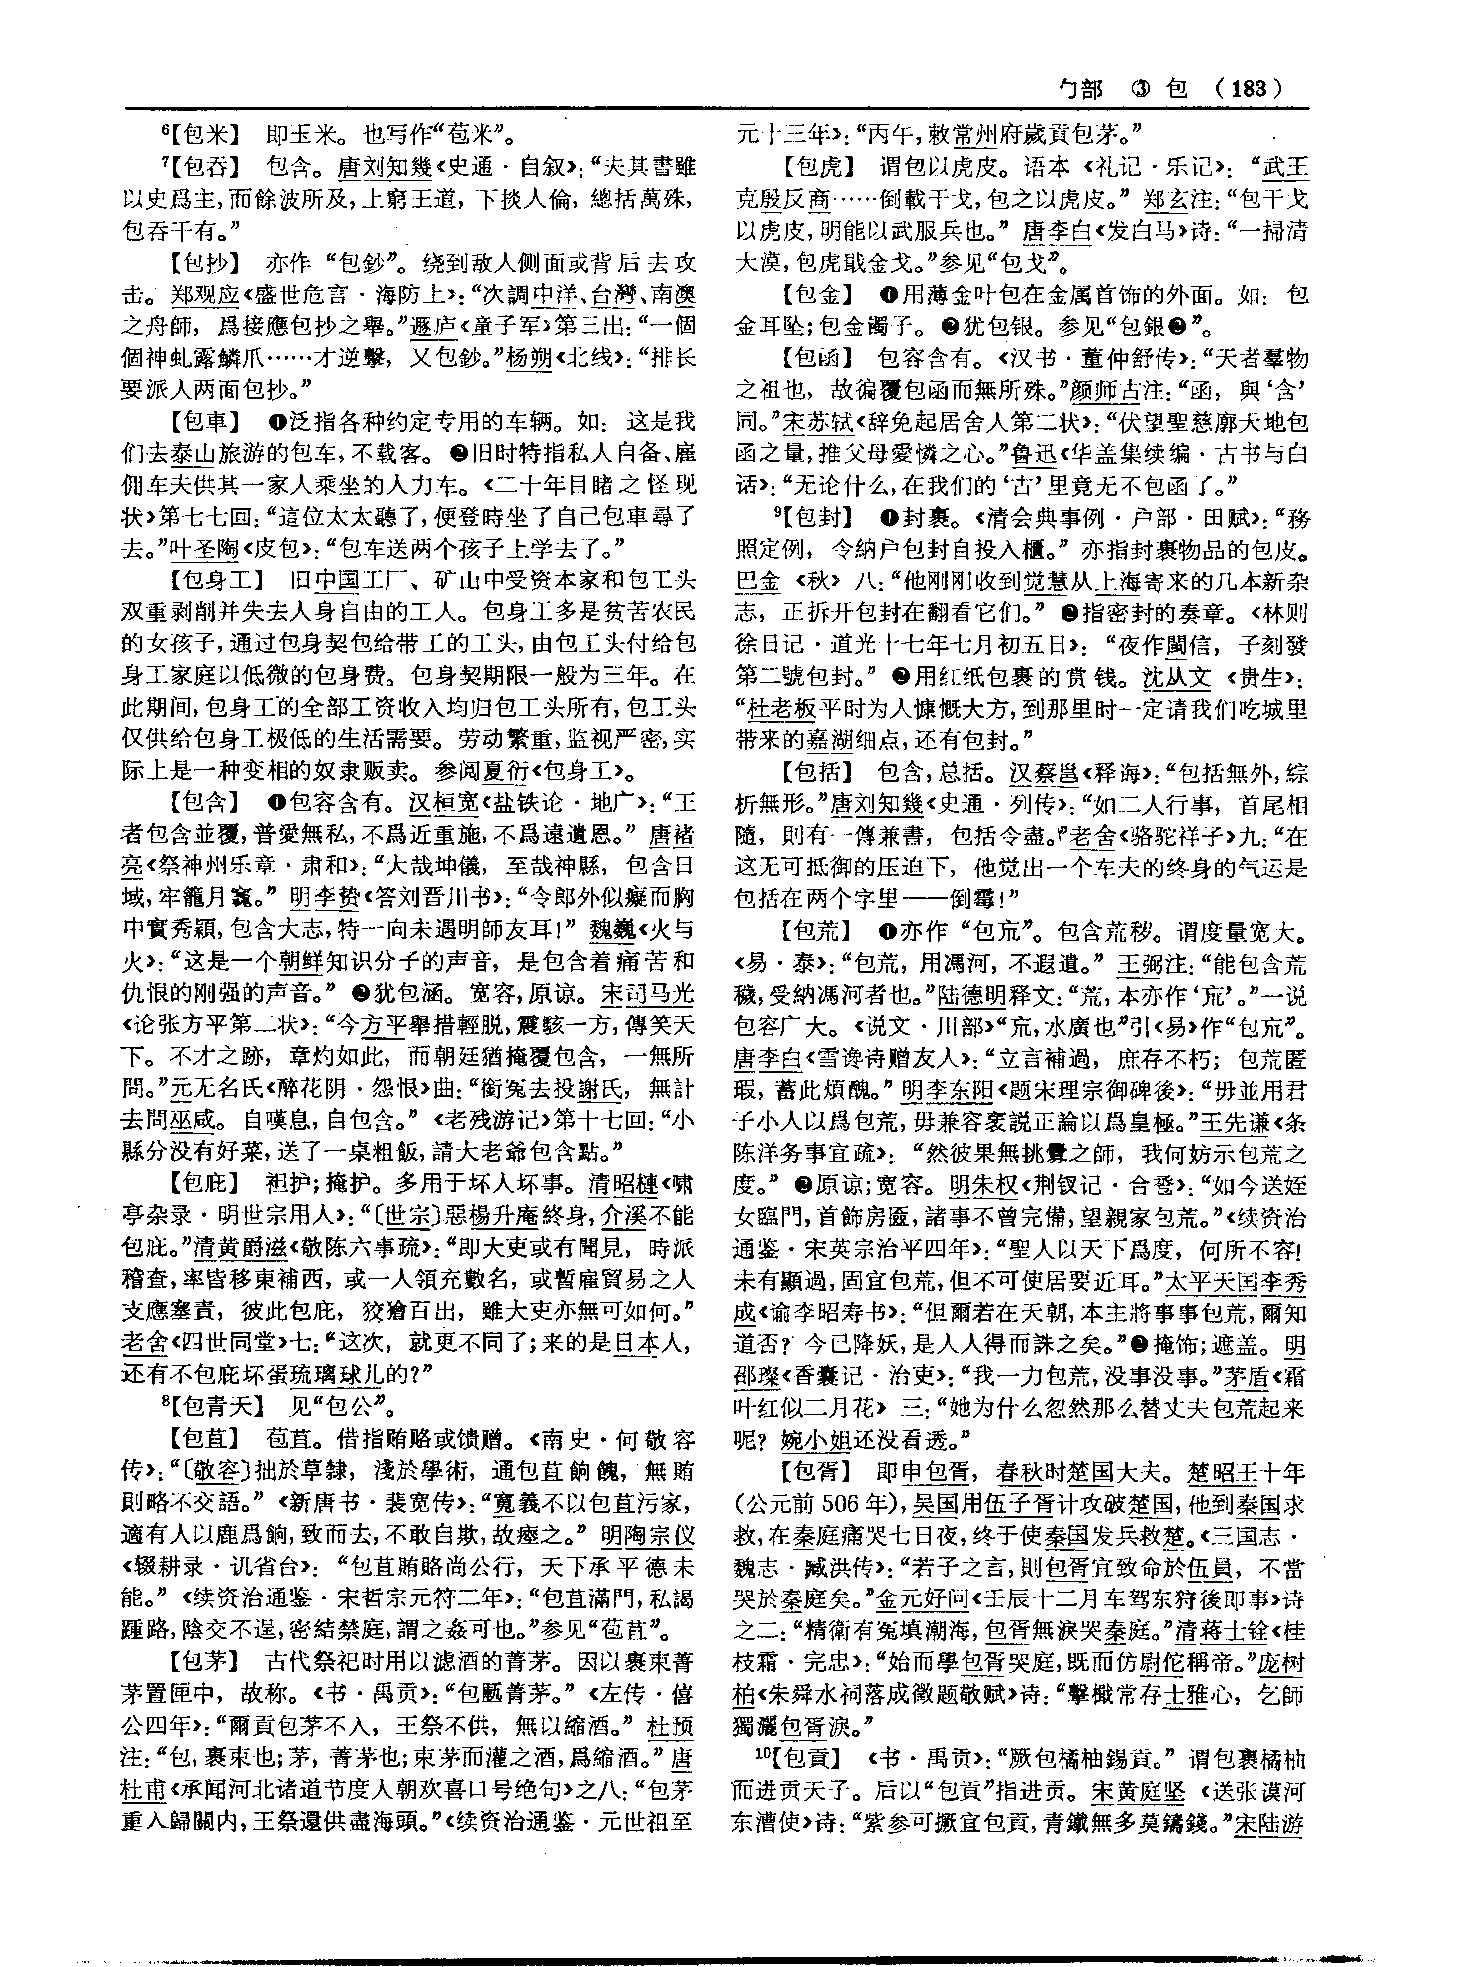 勹部 ③ 包 （183）
⁶【包米】 即玉米。也写作“苞米”。
⁷【包吞】 包含。唐刘知幾《史通·自叙》：“夫其書雖
以史爲主，而餘波所及，上窮王道，下掞人倫，總括萬殊，
包吞千有。”
【包抄】 亦作“包鈔”。绕到敌人侧面或背后去攻
击。郑观应《盛世危言·海防上》：“次調中洋、台灣、南澳
之舟師，爲接應包抄之舉。”遯庐《童子军》第三出：“一個
個神虬露鱗爪……才逆擊，又包鈔。”杨朔《北线》：“排长
要派人两面包抄。”
【包車】 ❶泛指各种约定专用的车辆。如：这是我
们去泰山旅游的包车，不载客。❷旧时特指私人自备、雇
佣车夫供其一家人乘坐的人力车。《二十年目睹之怪现
状》第七七回：“這位太太聽了，便登時坐了自己包車尋了
去。”叶圣陶《皮包》：“包车送两个孩子上学去了。”
【包身工】 旧中国工厂、矿山中受资本家和包工头
双重剥削并失去人身自由的工人。包身工多是贫苦农民
的女孩子，通过包身契包给带工的工头，由包工头付给包
身工家庭以低微的包身费。包身契期限一般为三年。在
此期间，包身工的全部工资收入均归包工头所有，包工头
仅供给包身工极低的生活需要。劳动繁重，监视严密，实
际上是一种变相的奴隶贩卖。参阅夏衍《包身工》。
【包含】 ❶包容含有。汉桓宽《盐铁论·地广》：“王
者包含並覆，普愛無私，不爲近重施，不爲遠遺恩。”唐褚
亮《祭神州乐章·肃和》：“大哉坤儀，至哉神縣，包含日
域，牢籠月窟。”明李贽《答刘晋川书》：“令郎外似癡而胸
中實秀穎，包含大志，特一向未遇明師友耳！”魏巍《火与
火》：“这是一个朝鲜知识分子的声音，是包含着痛苦和
仇恨的刚强的声音。”❷犹包涵。宽容，原谅。宋司马光
《论张方平第二状》：“今方平舉措輕脱，震駭一方，傳笑天
下。不才之跡，章灼如此，而朝廷猶掩覆包含，一無所
問。”元无名氏《醉花阴·怨恨》曲：“銜冤去投謝氏，無計
去問巫咸。自嘆息，自包含。”《老残游记》第十七回：“小
縣分没有好菜，送了一桌粗飯，請大老爺包含點。”
【包庇】 袒护；掩护。多用于坏人坏事。清昭槤《啸
亭杂录·明世宗用人》：“〔世宗〕惡楊升庵終身，介溪不能
包庇。”清黄爵滋《敬陈六事疏》：“即大吏或有聞見，時派
稽查，率皆移東補西，或一人領充數名，或暫雇貿易之人
支應塞責，彼此包庇，狡獪百出，雖大吏亦無可如何。”
老舍《四世同堂》七：“这次，就更不同了；来的是日本人，
还有不包庇坏蛋琉璃球儿的？”
⁸【包青天】 见“包公”。
【包苴】 苞苴。借指贿赂或馈赠。《南史·何敬容
传》：“〔敬容〕拙於草隸，淺於學術，通包苴餉餽，無賄
則略不交語。”《新唐书·裴宽传》：“寬義不以包苴污家，
適有人以鹿爲餉，致而去，不敢自欺，故瘞之。”明陶宗仪
《辍耕录·讥省台》：“包苴賄賂尚公行，天下承平德未
能。”《续资治通鉴·宋哲宗元符二年》：“包苴滿門，私謁
踵路，陰交不逞，密結禁庭，謂之姦可也。”参见“苞苴”。
【包茅】 古代祭祀时用以滤酒的菁茅。因以裹束菁
茅置匣中，故称。《书·禹贡》：“包匭菁茅。”《左传·僖
公四年》：“爾貢包茅不入，王祭不供，無以縮酒。”杜预
注：“包，裹束也；茅，菁茅也；束茅而灌之酒，爲縮酒。”唐
杜甫《承闻河北诸道节度人朝欢喜口号绝句》之八：“包茅
重入歸關内，王祭還供盡海頭。”《续资治通鉴·元世祖至
元十三年》：“丙午，敕常州府歲貢包茅。”
【包虎】 谓包以虎皮。语本《礼记·乐记》：“武王
克殷反商……倒載干戈，包之以虎皮。”郑玄注：“包干戈
以虎皮，明能以武服兵也。”唐李白《发白马》诗：“一掃清
大漠，包虎戢金戈。”参见“包戈”。
【包金】 ❶用薄金叶包在金属首饰的外面。如：包
金耳坠；包金镯子。❷犹包银。参见“包銀❷”。
【包函】 包容含有。《汉书·董仲舒传》：“天者羣物
之祖也，故徧覆包函而無所殊。”颜师古注：“函，與‘含’
同。”宋苏轼《辞免起居舍人第二状》：“伏望聖慈廓天地包
函之量，推父母愛憐之心。”鲁迅《华盖集续编·古书与白
话》：“无论什么，在我们的‘古’里竟无不包函了。”
⁹【包封】 ❶封裹。《清会典事例·户部·田赋》：“務
照定例，令納户包封自投入櫃。”亦指封裹物品的包皮。
巴金《秋》八：“他刚刚收到觉慧从上海寄来的几本新杂
志，正拆开包封在翻看它们。”❷指密封的奏章。《林则
徐日记·道光十七年七月初五日》：“夜作閩信，子刻發
第二號包封。”❷用红纸包裹的赏钱。沈从文《贵生》：
“杜老板平时为人慷慨大方，到那里时一定请我们吃城里
带来的嘉湖细点，还有包封。”
【包括】 包含，总括。汉蔡邕《释诲》：“包括無外，綜
析無形。”唐刘知幾《史通·列传》：“如二人行事，首尾相
隨，則有一傳兼書，包括令盡。”老舍《骆驼祥子》九：“在
这无可抵御的压迫下，他觉出一个车夫的终身的气运是
包括在两个字里——倒霉！”
【包荒】 ❶亦作“包巟”。包含荒秽。谓度量宽大。
《易·泰》：“包荒，用馮河，不遐遺。”王弼注：“能包含荒
穢，受納馮河者也。”陆德明释文：“荒，本亦作‘巟’。”一说
包容广大。《说文·川部》“巟，水廣也”引《易》作“包巟”。
唐李白《雪谗诗赠友人》：“立言補過，庶存不朽；包荒匿
瑕，蓄此煩醜。”明李东阳《题宋理宗御碑後》：“毋並用君
子小人以爲包荒，毋兼容衺説正論以爲皇極。”王先谦《条
陈洋务事宜疏》：“然彼果無挑釁之師，我何妨示包荒之
度。”❷原谅；宽容。明朱权《荆钗记·合卺》：“如今送姪
女臨門，首飾房匳，諸事不曾完備，望親家包荒。”《续资治
通鉴·宋英宗治平四年》：“聖人以天下爲度，何所不容！
未有顯過，固宜包荒，但不可使居要近耳。”太平天国李秀
成《谕李昭寿书》：“但爾若在天朝，本主將事事包荒，爾知
道否？今已降妖，是人人得而誅之矣。”❷掩饰；遮盖。明
邵璨《香囊记·治吏》：“我一力包荒，没事没事。”茅盾《霜
叶红似二月花》三：“她为什么忽然那么替丈夫包荒起来
呢？婉小姐还没看透。”
【包胥】 即申包胥，春秋时楚国大夫。楚昭王十年
（公元前506年），吴国用伍子胥计攻破楚国，他到秦国求
救，在秦庭痛哭七日夜，终于使秦国发兵救楚。《三国志·
魏志·臧洪传》：“若子之言，則包胥宜致命於伍員，不當
哭於秦庭矣。”金元好问《壬辰十二月车驾东狩後即事》诗
之二：“精衛有冤填潮海，包胥無淚哭秦庭。”清蒋士铨《桂
枝霜·完忠》：“始而學包胥哭庭，既而仿尉佗稱帝。”庞树
柏《朱舜水祠落成徵题敬赋》诗：“擊檝常存士雅心，乞師
獨灑包胥淚。”
¹⁰【包貢】 《书·禹贡》：“厥包橘柚錫貢。”谓包裹橘柚
而进贡天子。后以“包貢”指进贡。宋黄庭坚《送张谟河
东漕使》诗：“紫参可撅宜包貢，青鐵無多莫鑄錢。”宋陆游